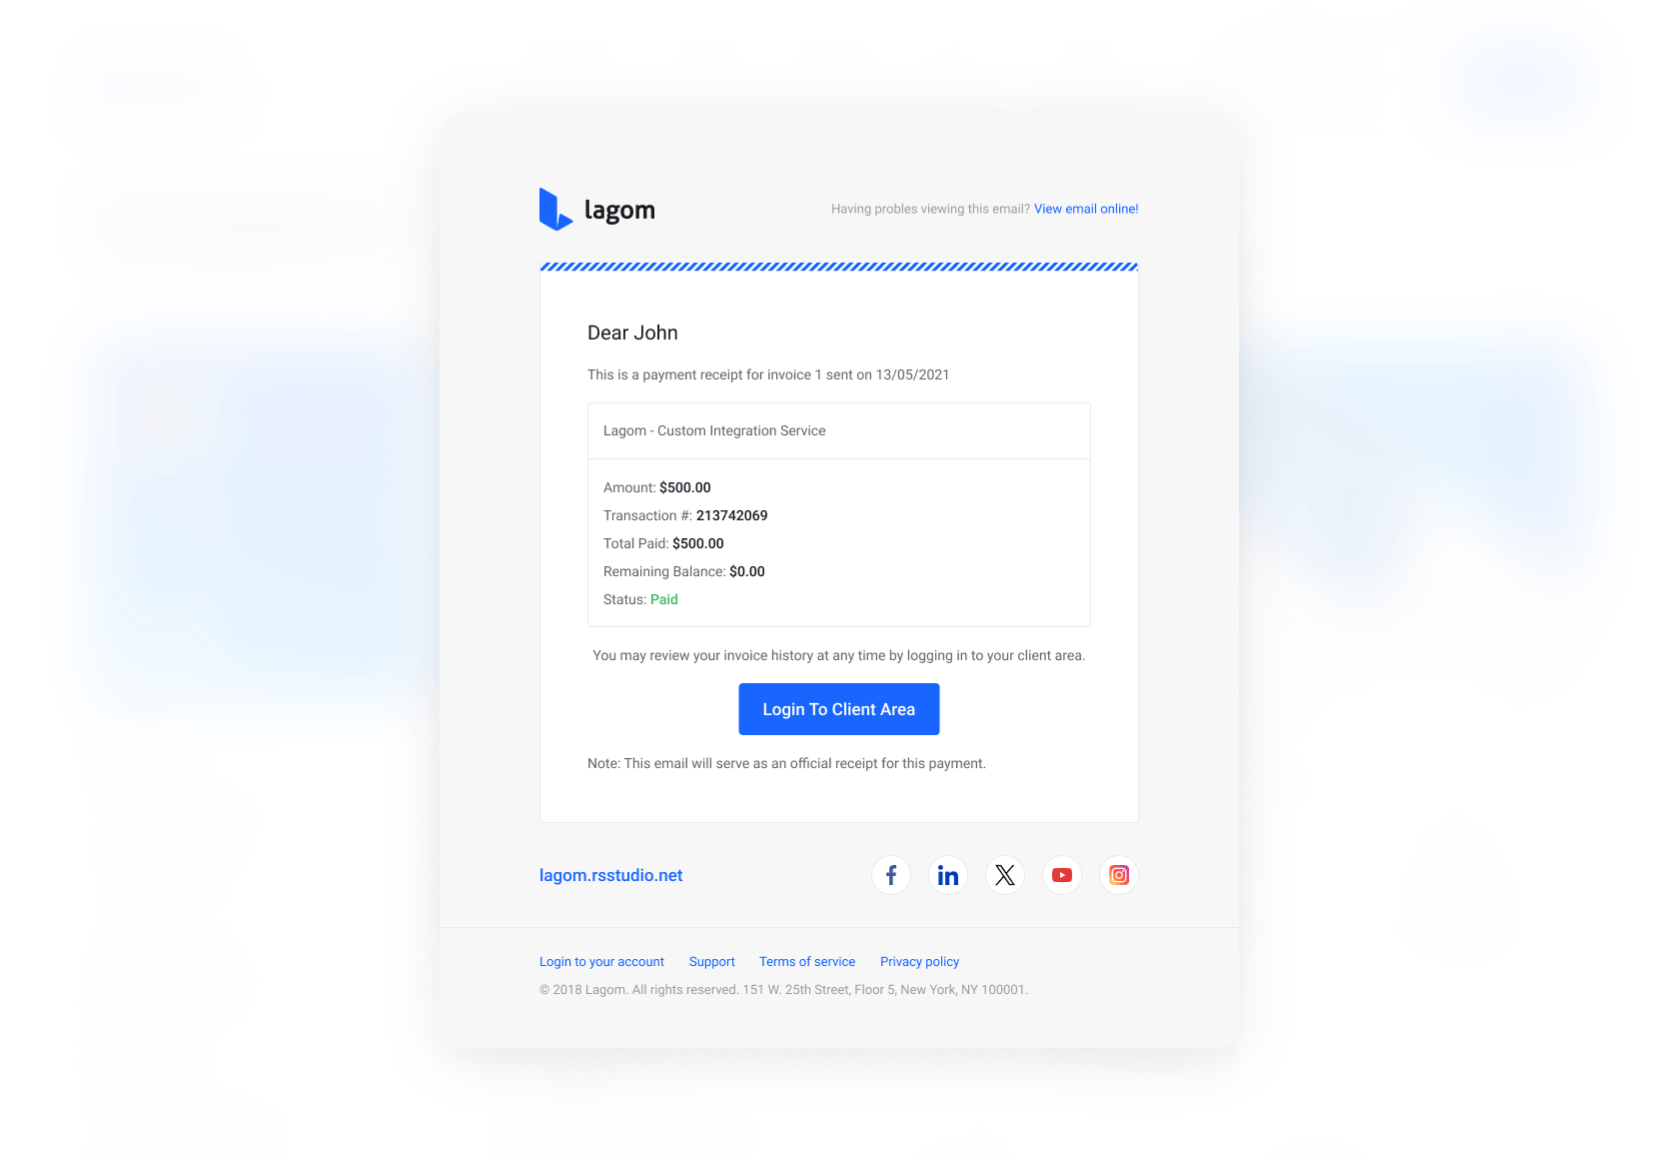 lagom
Having probles viewing this email? View email online!
Dear John
This is a payment receipt for invoice 1 sent on 13/05/2021
Lagom - Custom Integration Service
Amount: $500.00
Transaction #: 213742069
Total Paid: $500.00
Remaining Balance: $0.00
Status: Paid
You may review your invoice history at any time by logging in to your client area.
Login To Client Area
Note: This email will serve as an official receipt for this payment.
lagom.rsstudio.net
Login to your account Support Terms of service Privacy policy
© 2018 Lagom. All rights reserved. 151 W. 25th Street, Floor 5, New York, NY 100001.